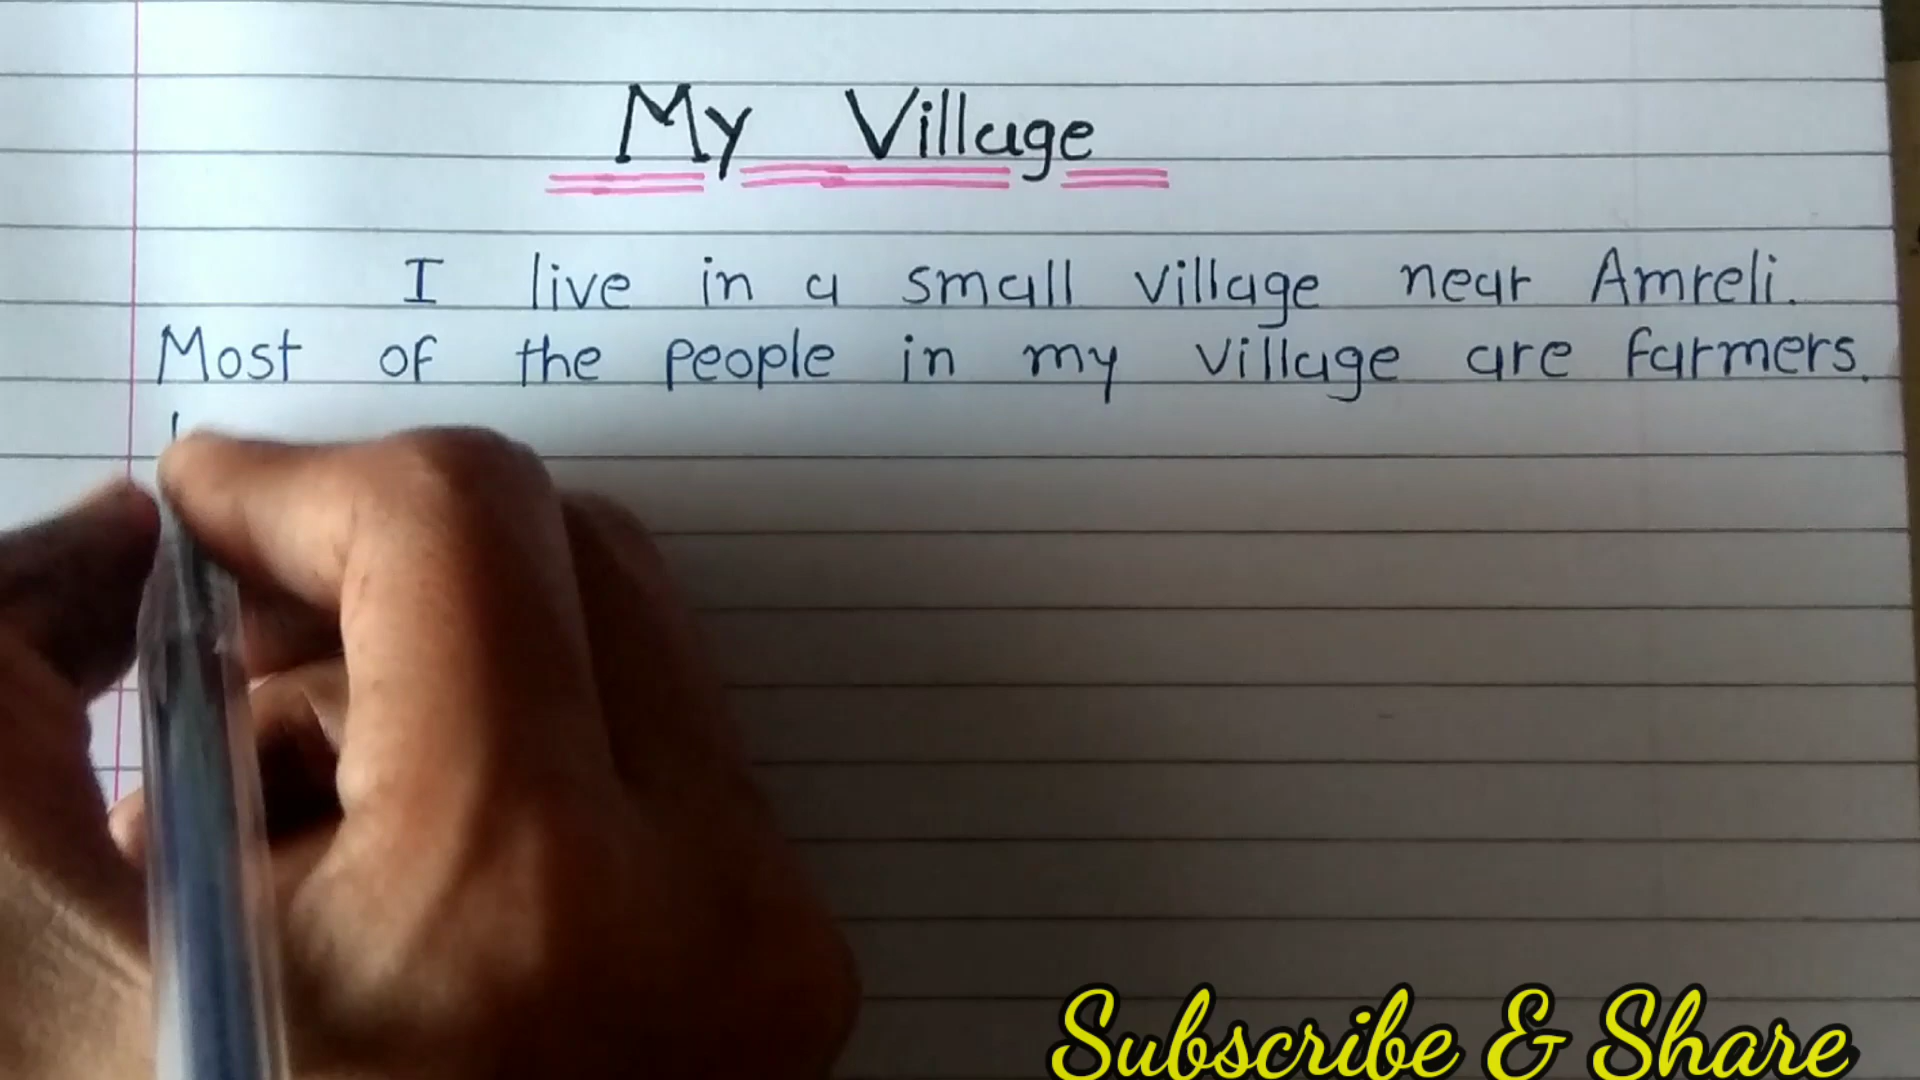 My Village
I live in a small village near Amreli.
Most of the people in my village are farmers.
Subscribe & Share